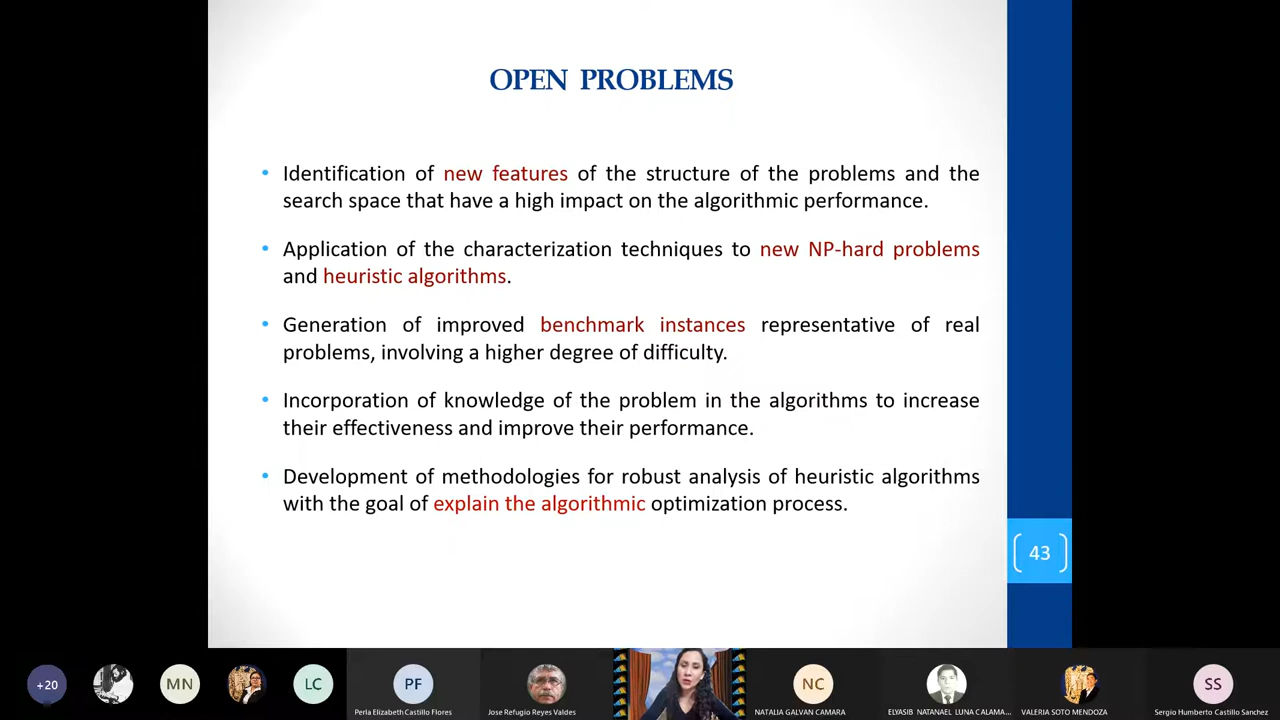 OPEN PROBLEMS
• Identification of new features of the structure of the problems and the
search space that have a high impact on the algorithmic performance.
• Application of the characterization techniques to new NP-hard problems
and heuristic algorithms.
• Generation of improved benchmark instances representative of real
problems, involving a higher degree of difficulty.
• Incorporation of knowledge of the problem in the algorithms to increase
their effectiveness and improve their performance.
• Development of methodologies for robust analysis of heuristic algorithms
with the goal of explain the algorithmic optimization process.
43
+20
MN
LC
PF
NC
SS
Perla Elizabeth Castillo Flores
Jose Refugio Reyes Valdes
NATALIA GALVAN CAMARA
ELYASIB NATANAEL LUNA CALAMA...
VALERIA SOTO MENDOZA
Sergio Humberto Castillo Sanchez